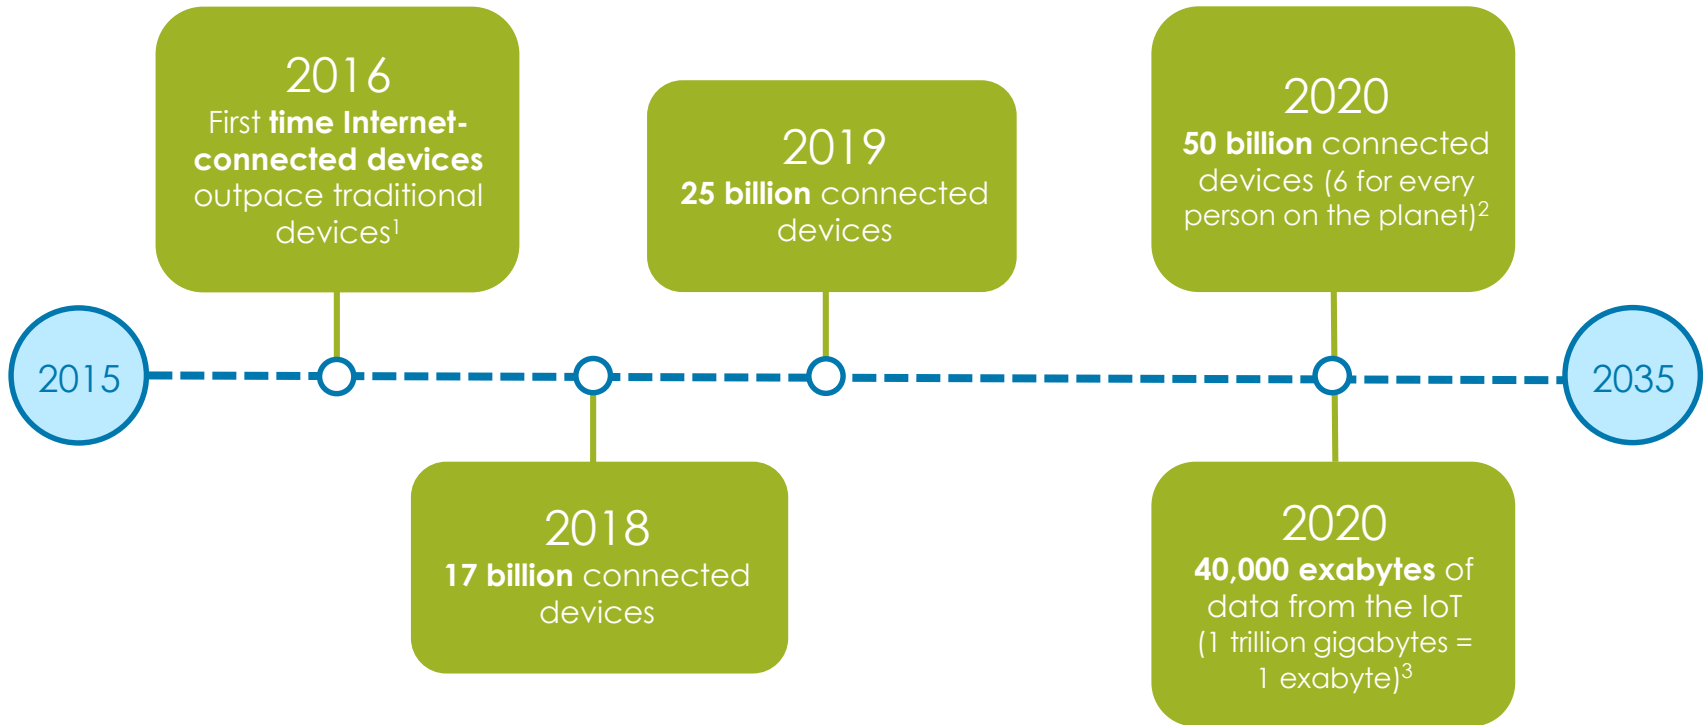 2016
First time Internet-
connected devices
outpace traditional
devices1
2019
25 billion connected
devices
2020
50 billion connected
devices (6 for every
person on the planet)2
2015
2035
2018
17 billion connected
devices
2020
40,000 exabytes of
data from the IoT
(1 trillion gigabytes =
1 exabyte)3